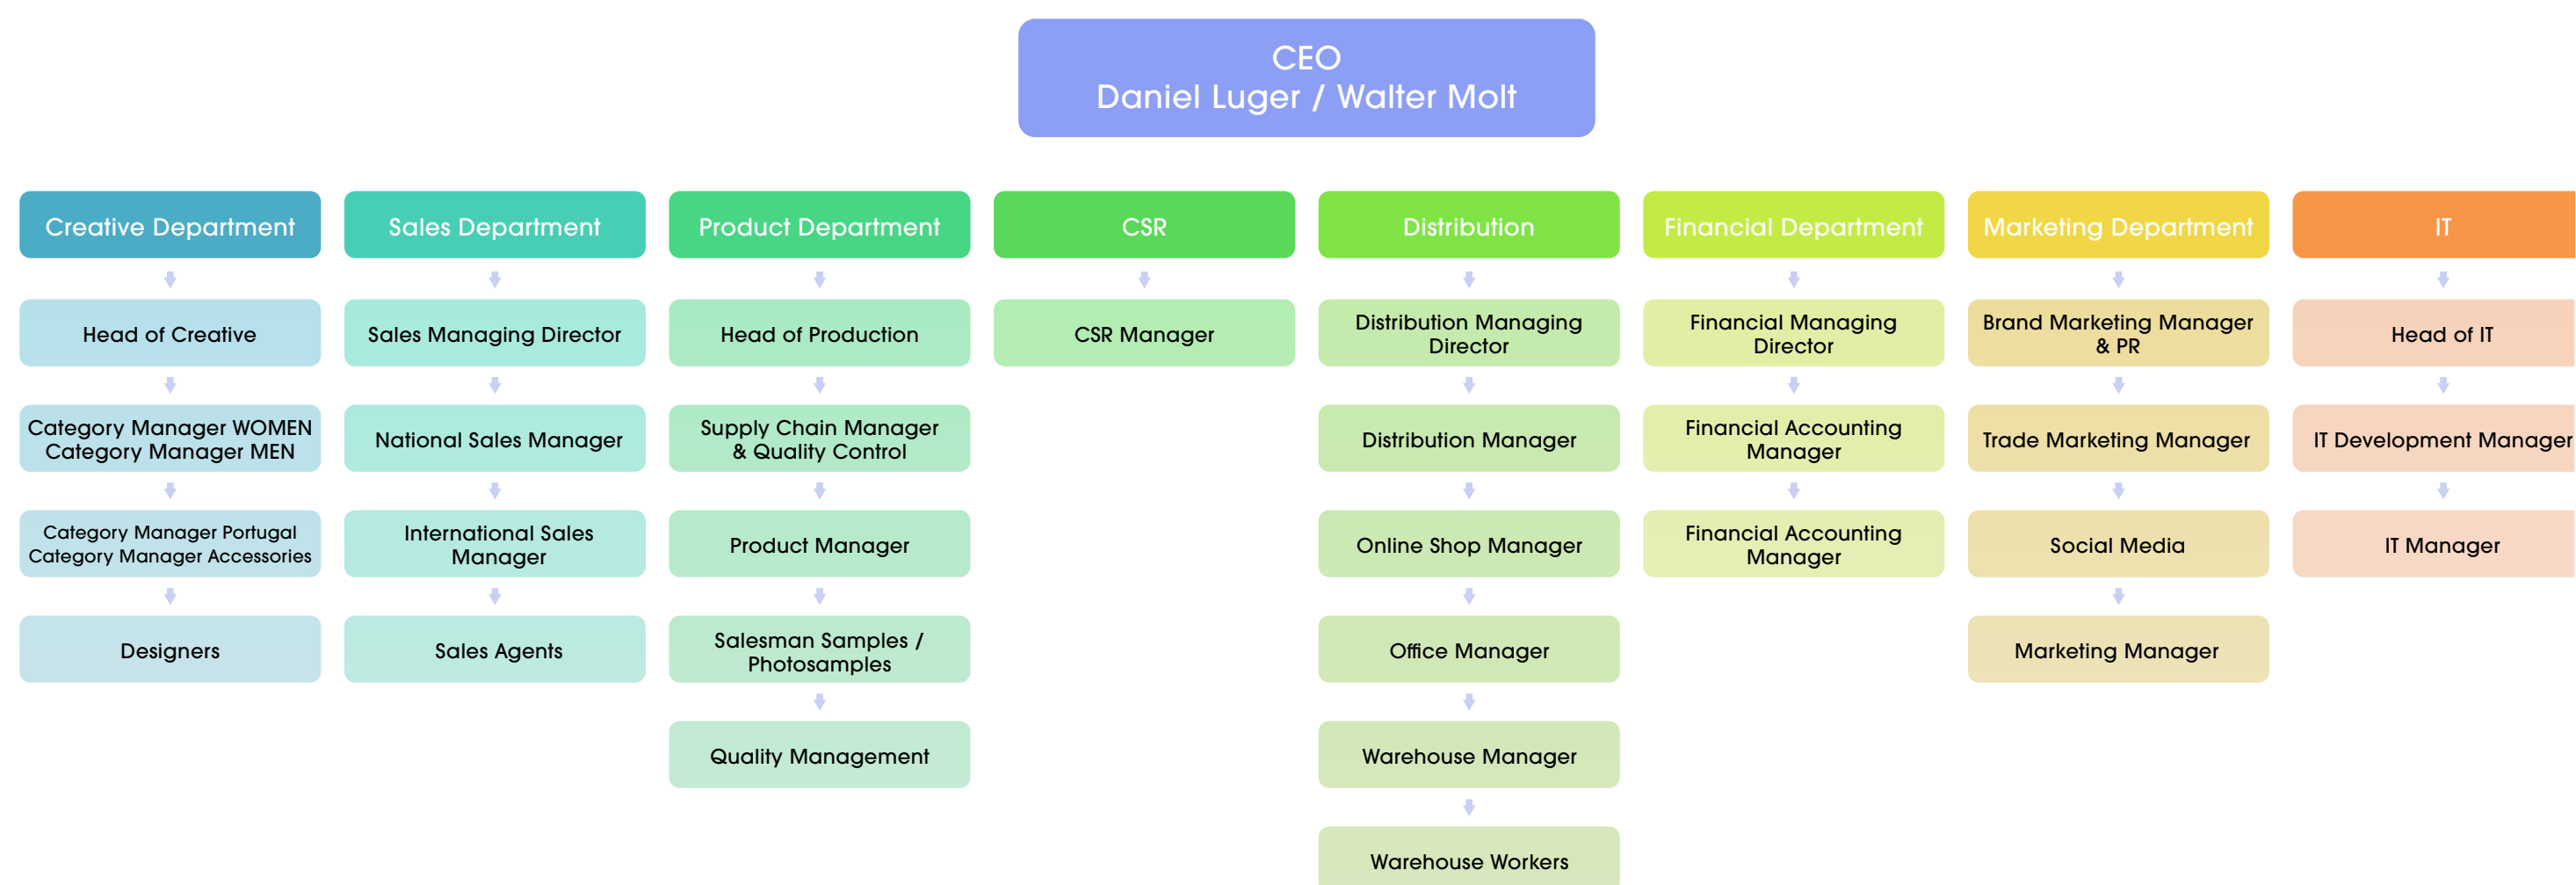 CEO
Daniel Luger / Walter Molt
Creative Department
Sales Department
Product Department
CSR
Distribution
Financial Department
Marketing Department
IT
Head of Creative
Sales Managing Director
Head of Production
CSR Manager
Distribution Managing
Director
Financial Managing
Director
Brand Marketing Manager
& PR
Head of IT
Category Manager WOMEN
Category Manager MEN
National Sales Manager
Supply Chain Manager
& Quality Control
Distribution Manager
Financial Accounting
Manager
Trade Marketing Manager
IT Development Manager
Category Manager Portugal
Category Manager Accessories
International Sales
Manager
Product Manager
Online Shop Manager
Financial Accounting
Manager
Social Media
IT Manager
Designers
Sales Agents
Salesman Samples /
Photosamples
Office Manager
Marketing Manager
Quality Management
Warehouse Manager
Warehouse Workers